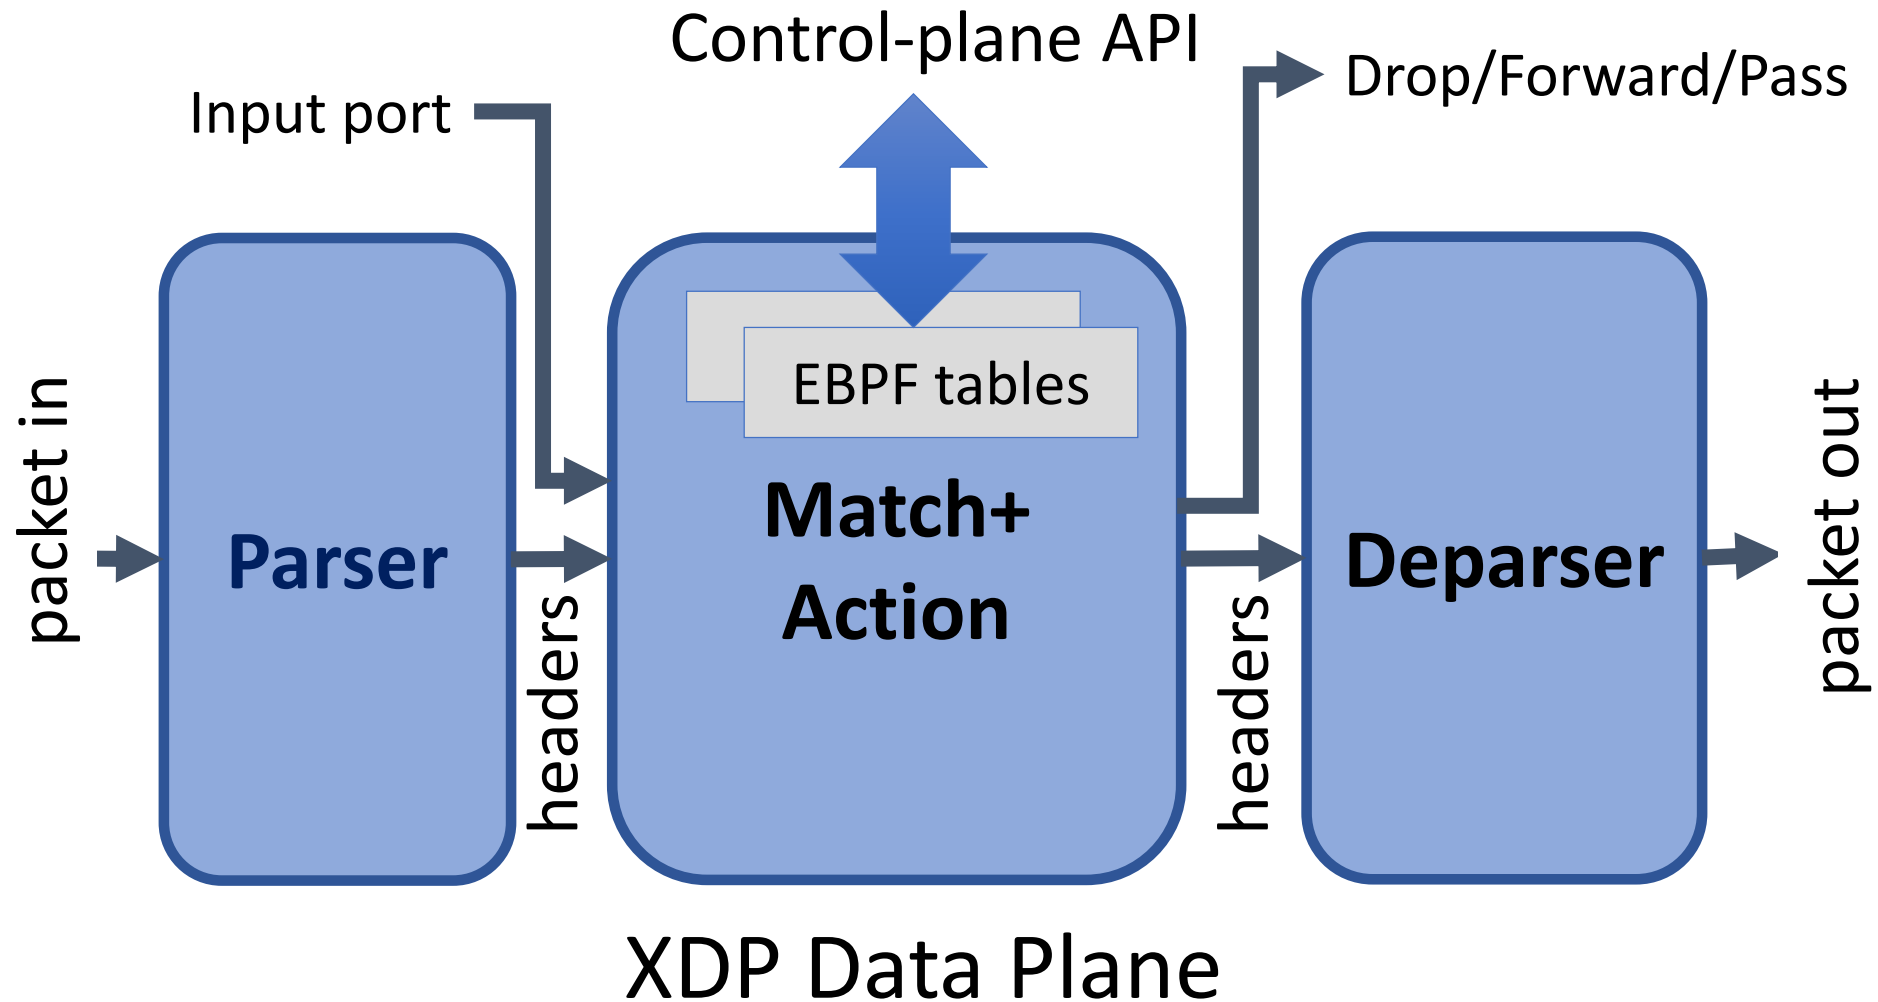 Control-plane API
Input port
Drop/Forward/Pass
packet in
Parser
headers
EBPF tables
Match+
Action
headers
Deparser
packet out
XDP Data Plane